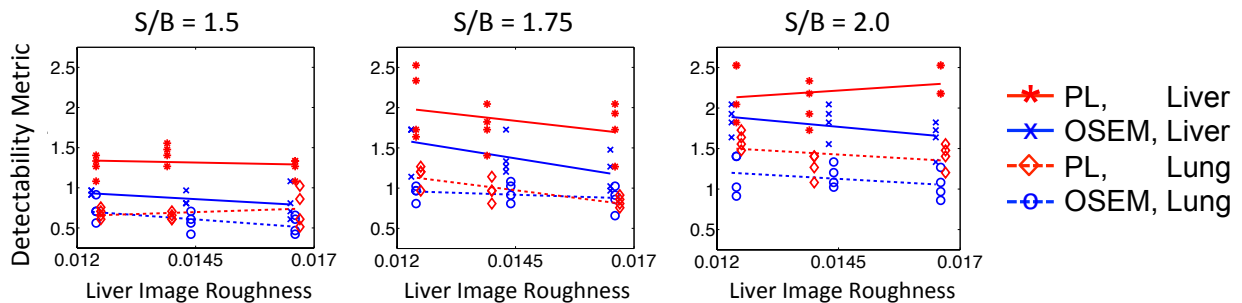 S/B = 1.5
S/B = 1.75
S/B = 2.0
Detectability Metric
2.5
2
1.5
1
0.5
0.012
0.0145
0.017
Liver Image Roughness
2.5
2
1.5
1
0.5
0.012
0.0145
0.017
Liver Image Roughness
2.5
2
1.5
1
0.5
0.012
0.0145
0.017
Liver Image Roughness
PL, Liver
OSEM, Liver
PL, Lung
OSEM, Lung